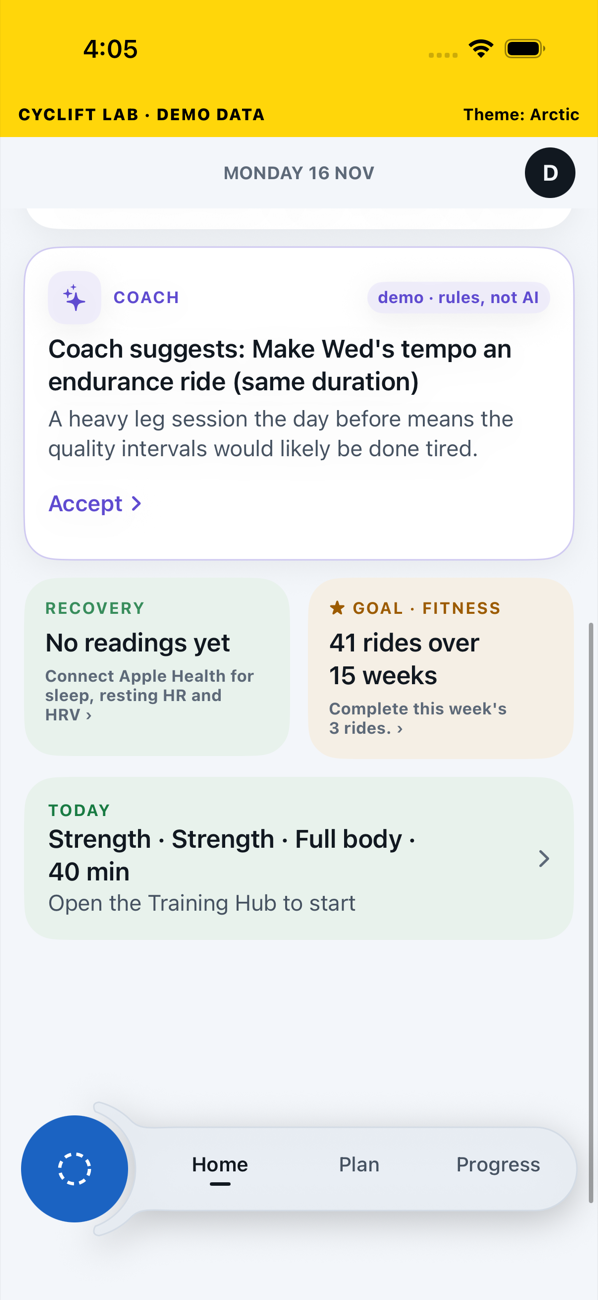 4:05
CYCLIFT LAB · DEMO DATA
Theme: Arctic
MONDAY 16 NOV
D
COACH
demo · rules, not AI
Coach suggests: Make Wed's tempo an
endurance ride (same duration)
A heavy leg session the day before means the
quality intervals would likely be done tired.
Accept ›
RECOVERY
No readings yet
Connect Apple Health for
sleep, resting HR and
HRV ›
★ GOAL · FITNESS
41 rides over
15 weeks
Complete this week's
3 rides. ›
TODAY
Strength · Strength · Full body ·
40 min
Open the Training Hub to start
Home
Plan
Progress